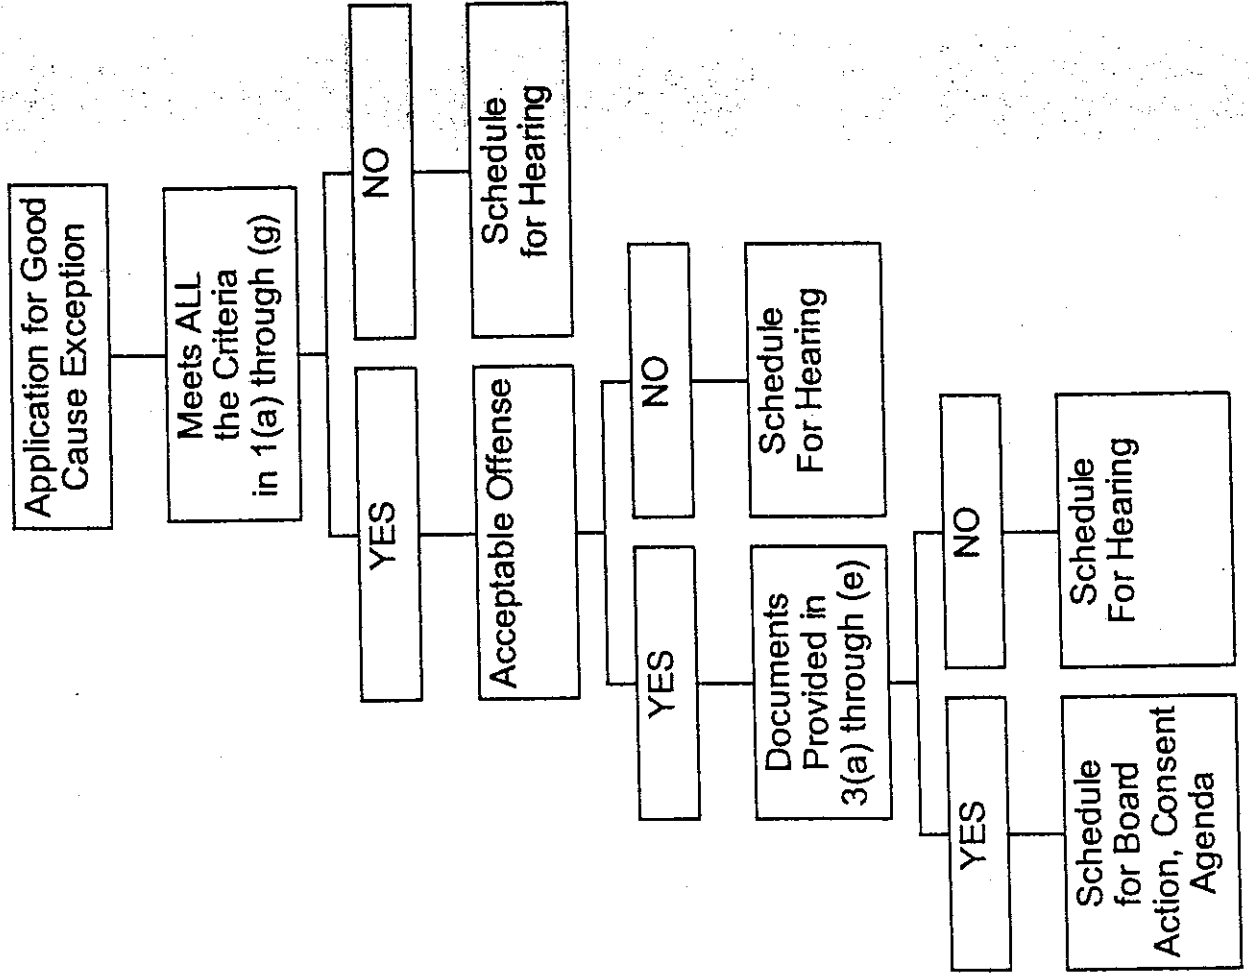 Application for Good
Cause Exception
Meets ALL
the Criteria
in 1(a) through (g)
YES
NO
Acceptable Offense
Schedule
for Hearing
YES
NO
Documents
Provided in
3(a) through (e)
Schedule
For Hearing
YES
NO
Schedule
for Board
Action, Consent
Agenda
Schedule
For Hearing